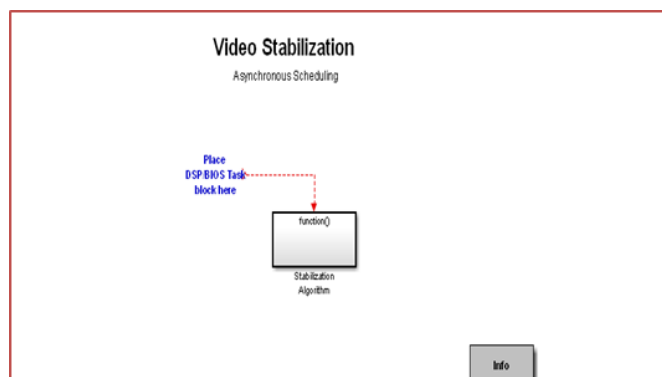 Video Stabilization
Asynchronous Scheduling
Place
DSP/BIOS Task
block here
function()
Stabilization
Algorithm
Info